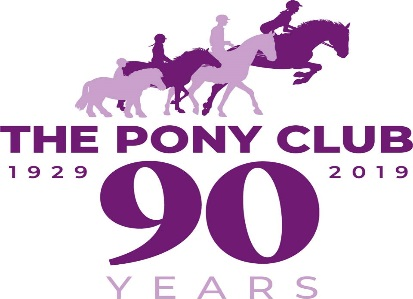 THE PONY CLUB
1929 2019
90
YEARS